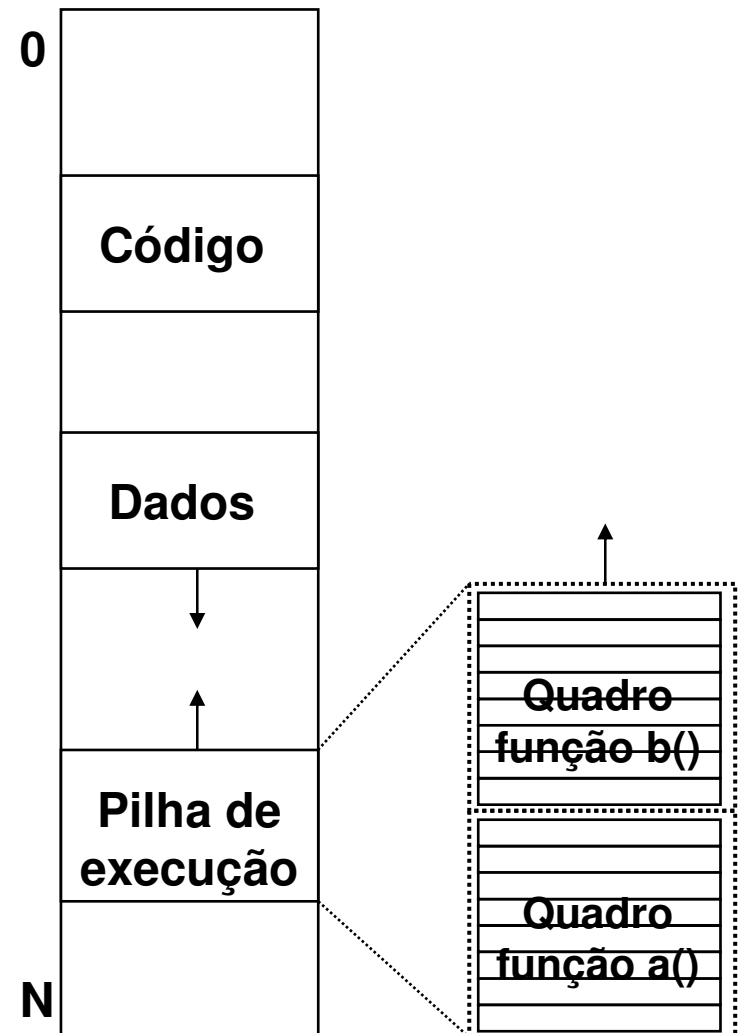 0
Código
Dados
Pilha de
execução
N
Quadro
função b()
Quadro
função a()